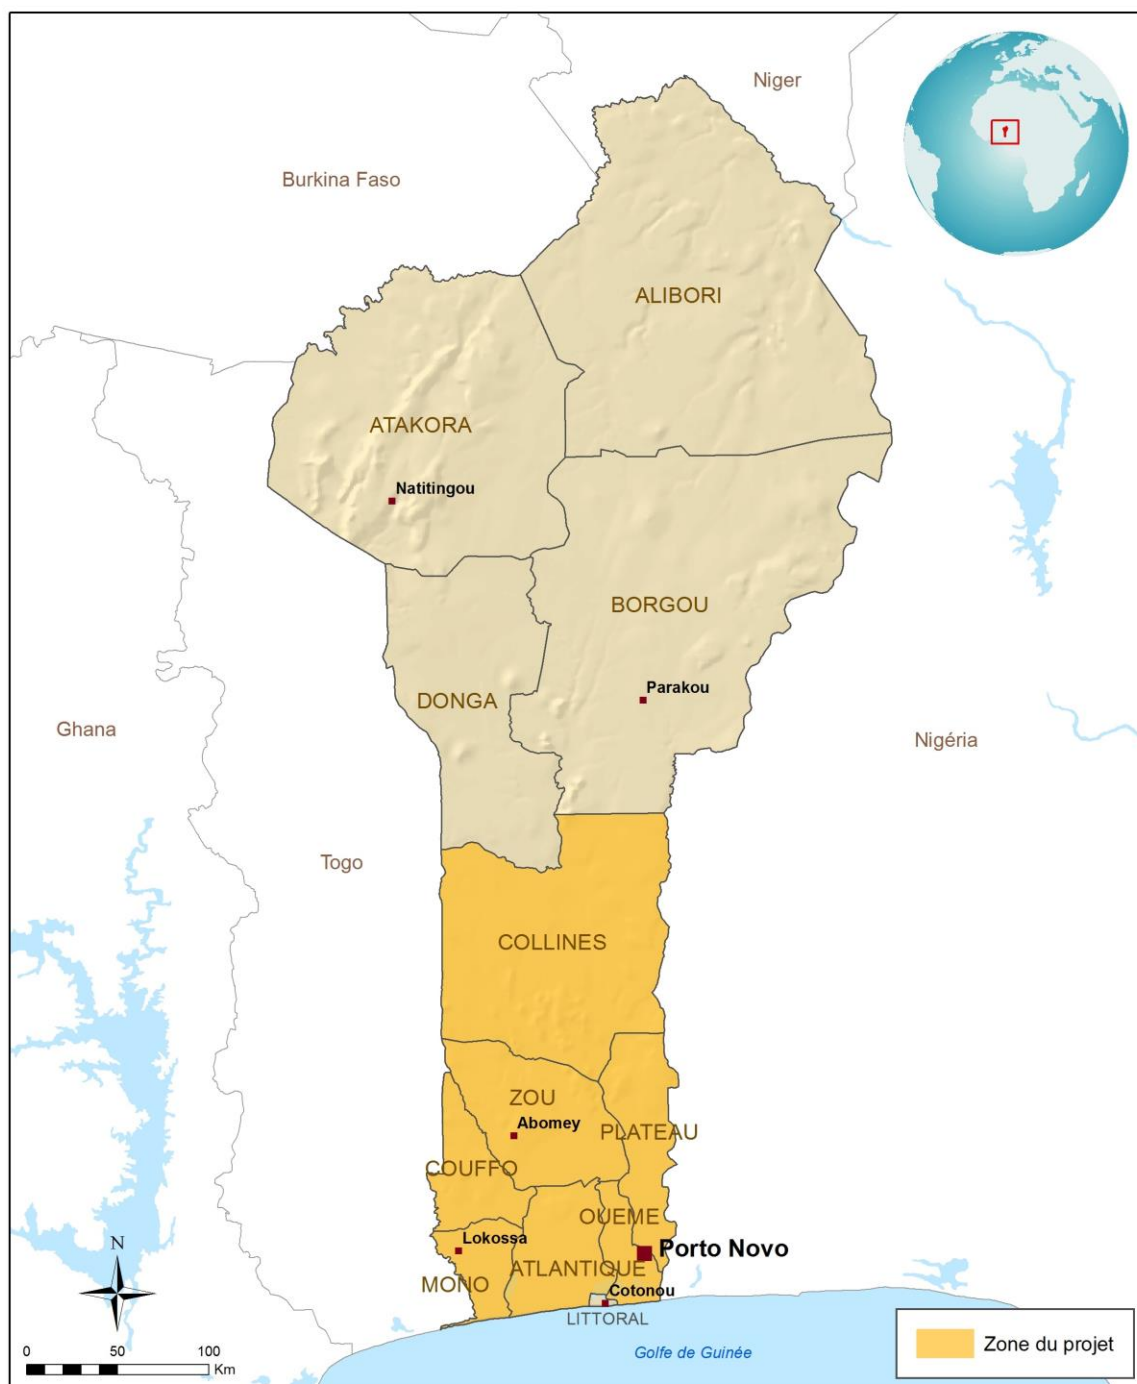 Niger
Burkina Faso
ALIBORI
ATAKORA
Natitingou
BORGOU
Parakou
DONGA
Ghana
Nigéria
Togo
COLLINES
ZOU
Abomey
PLATEAU
COUFFO
OUEME
Lokossa
Porto Novo
ATLANTIQUE
MONO
Cotonou
LITTORAL
N
Golfe de Guinée
Zone du projet
0 50 100
Km